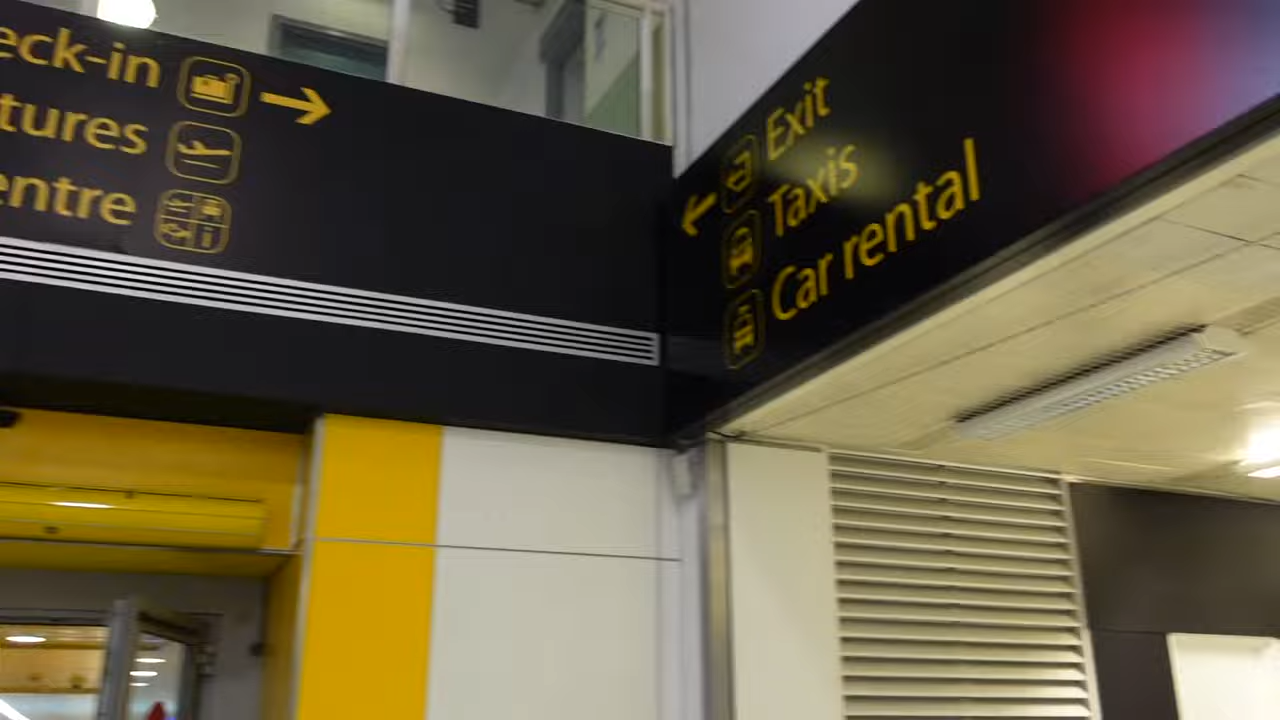 eck-in
tures
entre
Exit
Taxis
Car rental